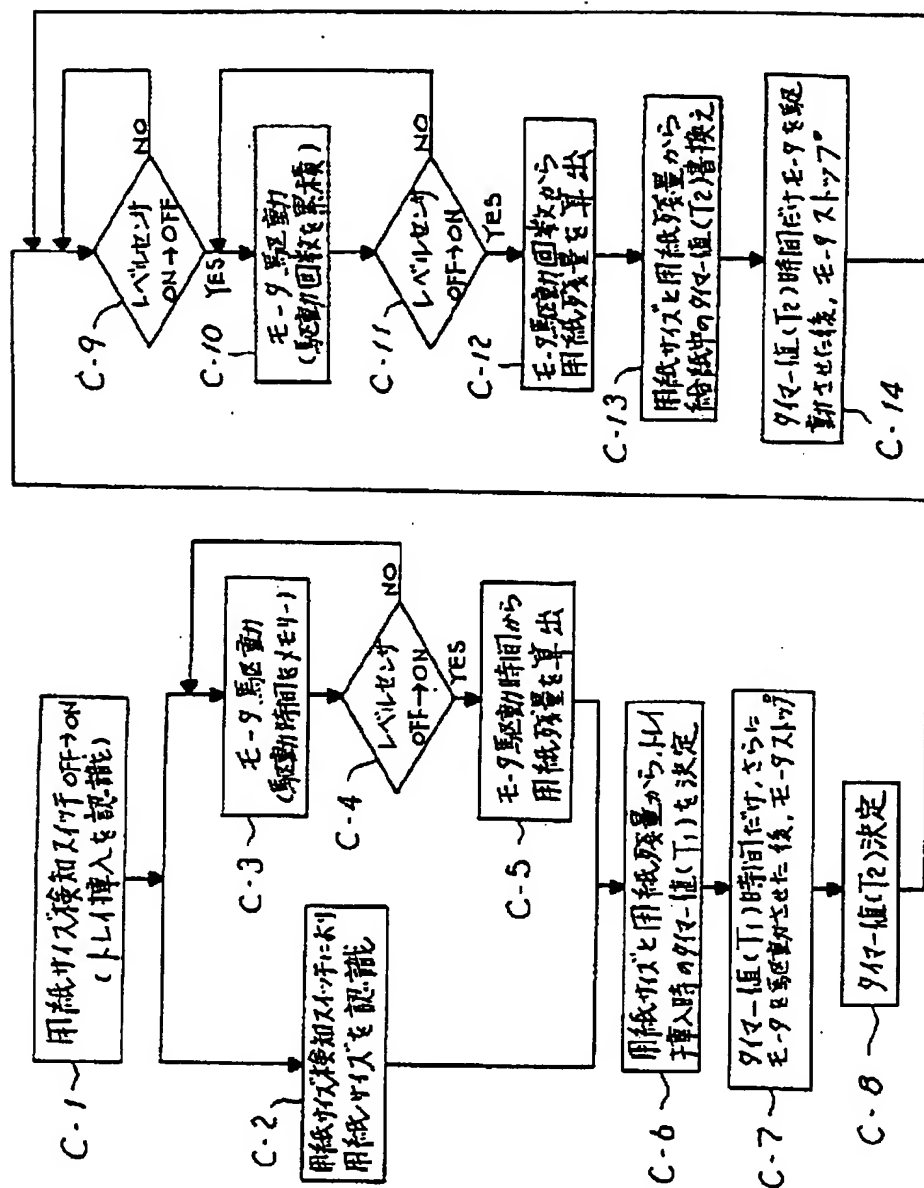 C-1
用紙サイズ検知スイッチOFF→ON
(トレイ挿入を認識)
C-2
用紙サイズ検知スイッチにより
用紙サイズを認識
C-3
モータ駆動
(駆動時間をメモリー)
C-4
レベルセンサ
OFF→ON
NO
YES
C-5
モータ駆動時間から
用紙残量を算出
C-6
用紙サイズと用紙残量から、トレイ
挿入時のタイマー値(T1)を決定
C-7
タイマー値(T1)時間だけ、さらに
モータを駆動させた後、モータストップ
C-8
タイマー値(T2)決定
C-9
レベルセンサ
ON→OFF
NO
YES
C-10
モータ駆動
(駆動回数を累積)
C-11
レベルセンサ
OFF→ON
NO
YES
C-12
モータ駆動回数から
用紙残量を算出
C-13
用紙サイズと用紙残量から
給紙中のタイマー値(T2)書換え
C-14
タイマー値(T2)時間だけモータを駆
動させた後、モータストップ